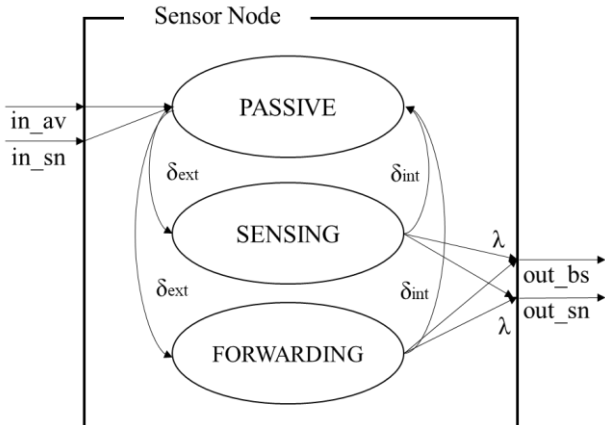 Sensor Node
PASSIVE
in_av
in_sn
δext
δint
SENSING
λ
out_bs
δext
δint
out_sn
λ
FORWARDING